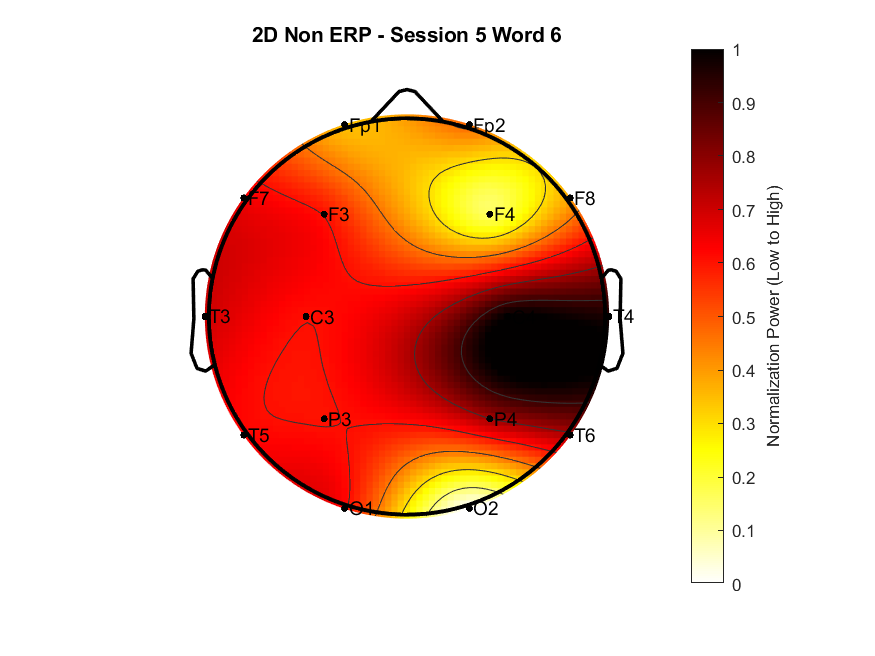 2D Non ERP - Session 5 Word 6
Fp1
Fp2
F7
F3
F4
F8
T3
C3
T4
T5
P3
P4
T6
O1
O2
1
0.9
0.8
0.7
0.6
0.5
0.4
0.3
0.2
0.1
0
Normalization Power (Low to High)